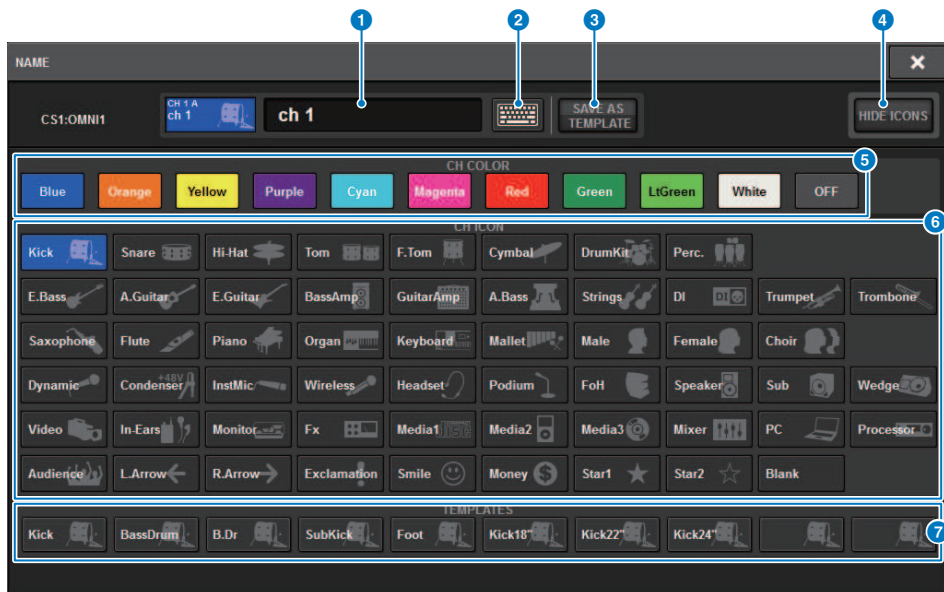 1 2 3 4
NAME
CS1:OMNI1 CH 1 A ch 1 SAVE AS HIDE ICONS
ch 1 TEMPLATE
CH COLOR 5
Blue Orange Yellow Purple Cyan Magenta Red Green LtGreen White OFF
CH ICON 6
Kick Snare Hi-Hat Tom F.Tom Cymbal DrumKit Perc.
E.Bass A.Guitar E.Guitar BassAmp GuitarAmp A.Bass Strings DI DI Trumpet Trombone
Saxophone Flute Piano Organ Keyboard Mallet Male Female Choir
Dynamic Condenser +48V InstMic Wireless Headset Podium FoH Speaker Sub Wedge
Video In-Ears Monitor Fx Media1 Media2 Media3 Mixer PC Processor
Audience L.Arrow R.Arrow Exclamation Smile Money $ Star1 Star2 Blank
TEMPLATES
Kick BassDrum B.Dr SubKick Foot Kick18" Kick22" Kick24" 7